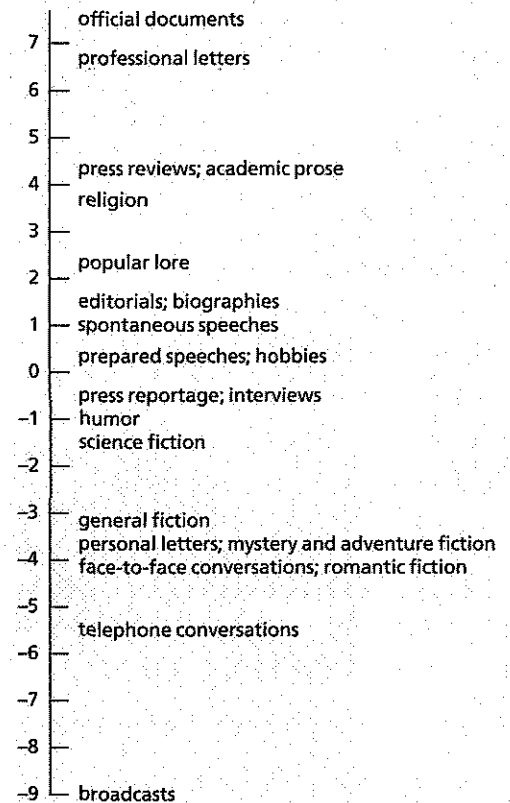 official documents
7
professional letters
6
5
press reviews; academic prose
4
religion
3
popular lore
2
editorials; biographies
1 spontaneous speeches
prepared speeches; hobbies
0
press reportage; interviews
–1 humor
science fiction
–2
–3
general fiction
personal letters; mystery and adventure fiction
–4
face-to-face conversations; romantic fiction
–5
telephone conversations
–6
–7
–8
–9 broadcasts